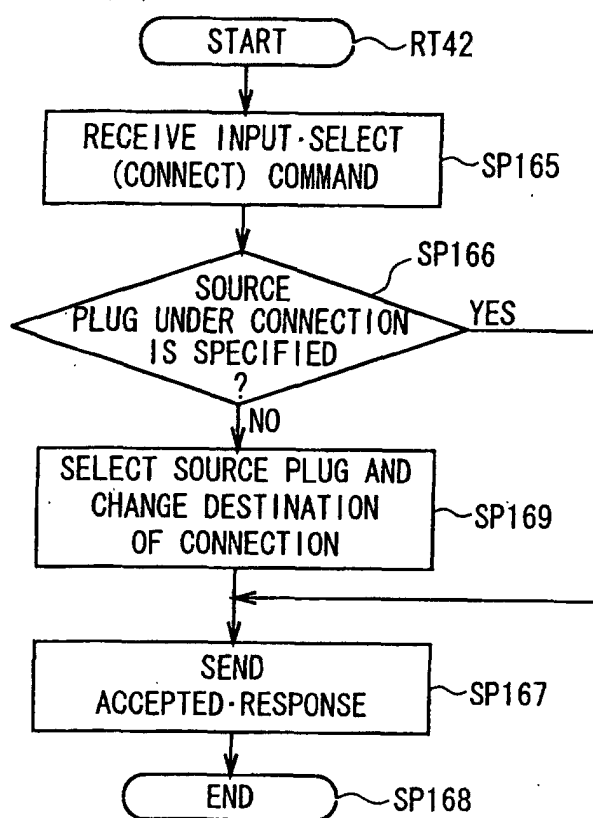 START
RT42
RECEIVE INPUT·SELECT
(CONNECT) COMMAND
SP165
SP166
SOURCE
PLUG UNDER CONNECTION
IS SPECIFIED
?
YES
NO
SELECT SOURCE PLUG AND
CHANGE DESTINATION
OF CONNECTION
SP169
SEND
ACCEPTED·RESPONSE
SP167
END
SP168